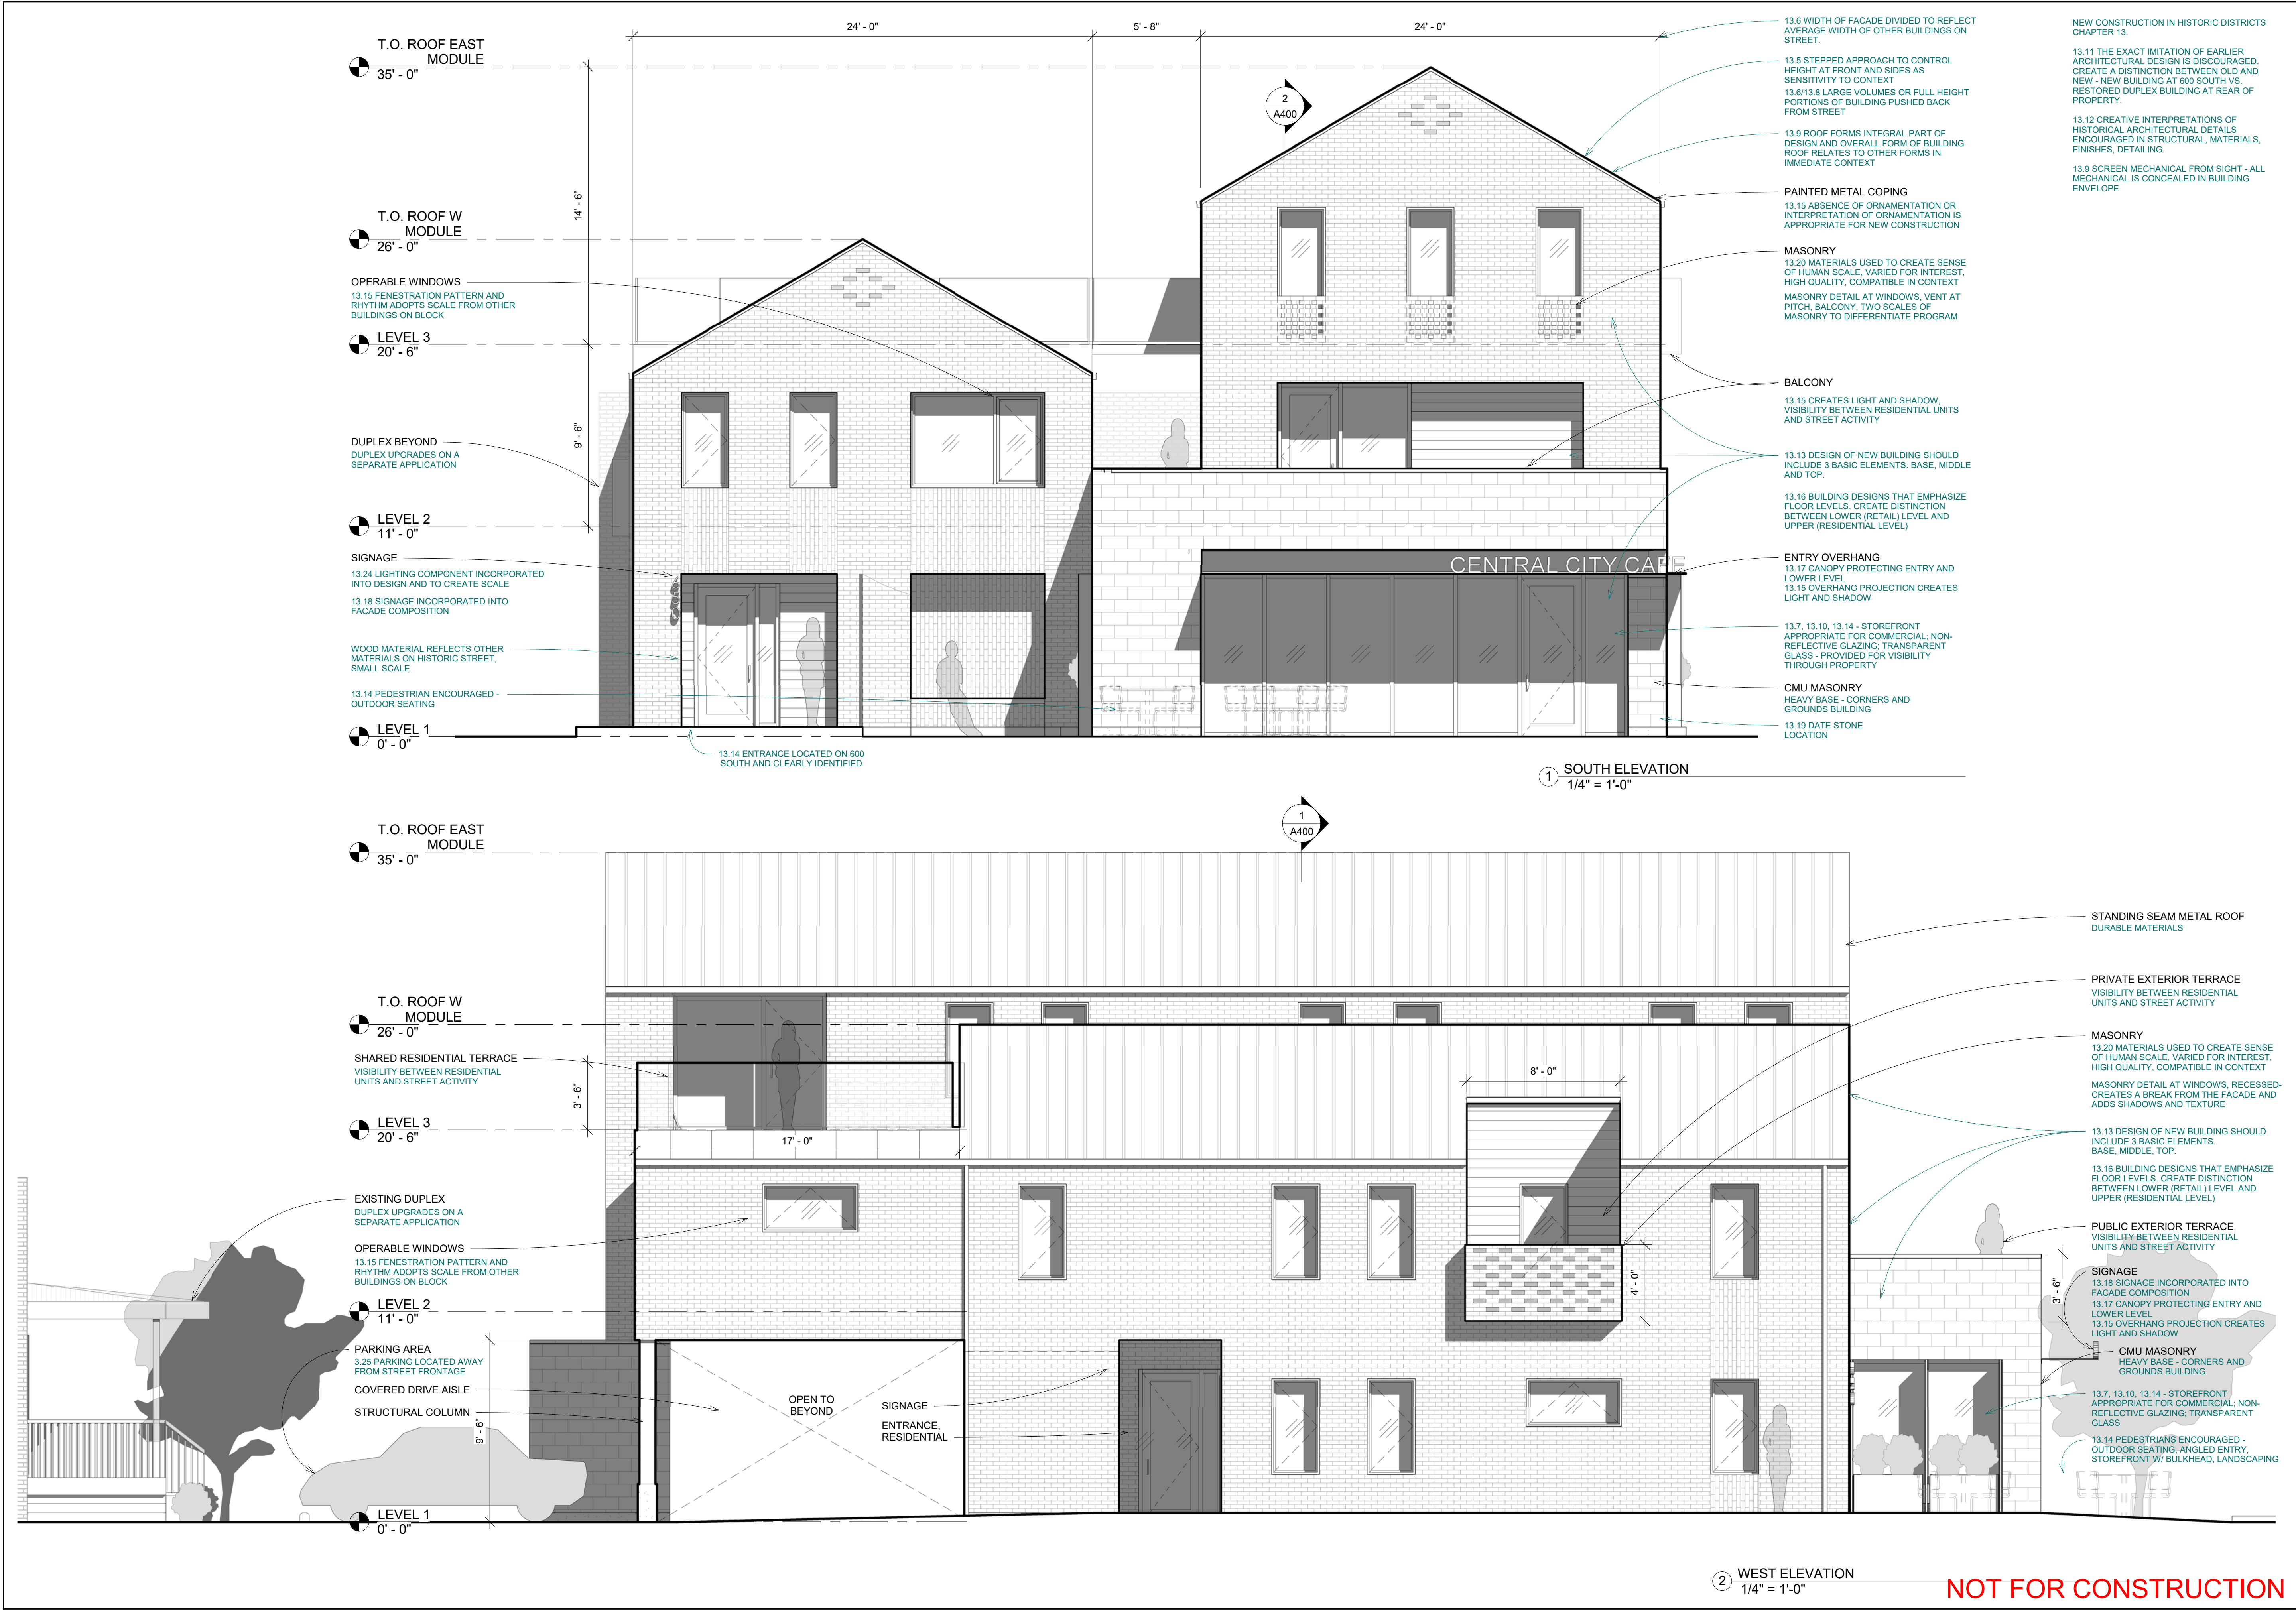 24' - 0"
5' - 8"
24' - 0"
T.O. ROOF EAST
MODULE
35' - 0"
14' - 6"
T.O. ROOF W
MODULE
26' - 0"
OPERABLE WINDOWS
13.15 FENESTRATION PATTERN AND
RHYTHM ADOPTS SCALE FROM OTHER
BUILDINGS ON BLOCK
LEVEL 3
20' - 6"
9' - 6"
DUPLEX BEYOND
DUPLEX UPGRADES ON A
SEPARATE APPLICATION
LEVEL 2
11' - 0"
SIGNAGE
13.24 LIGHTING COMPONENT INCORPORATED
INTO DESIGN AND TO CREATE SCALE
13.18 SIGNAGE INCORPORATED INTO
FACADE COMPOSITION
WOOD MATERIAL REFLECTS OTHER
MATERIALS ON HISTORIC STREET,
SMALL SCALE
13.14 PEDESTRIAN ENCOURAGED -
OUTDOOR SEATING
LEVEL 1
0' - 0"
13.14 ENTRANCE LOCATED ON 600
SOUTH AND CLEARLY IDENTIFIED
2
A400
CENTRAL CITY CAFE
13.6 WIDTH OF FACADE DIVIDED TO REFLECT
AVERAGE WIDTH OF OTHER BUILDINGS ON
STREET.
13.5 STEPPED APPROACH TO CONTROL
HEIGHT AT FRONT AND SIDES AS
SENSITIVITY TO CONTEXT
13.6/13.8 LARGE VOLUMES OR FULL HEIGHT
PORTIONS OF BUILDING PUSHED BACK
FROM STREET
13.9 ROOF FORMS INTEGRAL PART OF
DESIGN AND OVERALL FORM OF BUILDING.
ROOF RELATES TO OTHER FORMS IN
IMMEDIATE CONTEXT
PAINTED METAL COPING
13.15 ABSENCE OF ORNAMENTATION OR
INTERPRETATION OF ORNAMENTATION IS
APPROPRIATE FOR NEW CONSTRUCTION
MASONRY
13.20 MATERIALS USED TO CREATE SENSE
OF HUMAN SCALE, VARIED FOR INTEREST,
HIGH QUALITY, COMPATIBLE IN CONTEXT
MASONRY DETAIL AT WINDOWS, VENT AT
PITCH, BALCONY. TWO SCALES OF
MASONRY TO DIFFERENTIATE PROGRAM
BALCONY
13.15 CREATES LIGHT AND SHADOW,
VISIBILITY BETWEEN RESIDENTIAL UNITS
AND STREET ACTIVITY
13.13 DESIGN OF NEW BUILDING SHOULD
INCLUDE 3 BASIC ELEMENTS: BASE, MIDDLE
AND TOP.
13.16 BUILDING DESIGNS THAT EMPHASIZE
FLOOR LEVELS. CREATE DISTINCTION
BETWEEN LOWER (RETAIL) LEVEL AND
UPPER (RESIDENTIAL LEVEL)
ENTRY OVERHANG
13.17 CANOPY PROTECTING ENTRY AND
LOWER LEVEL
13.15 OVERHANG PROJECTION CREATES
LIGHT AND SHADOW
13.7, 13.10, 13.14 - STOREFRONT
APPROPRIATE FOR COMMERCIAL; NON-
REFLECTIVE GLAZING; TRANSPARENT
GLASS - PROVIDED FOR VISIBILITY
THROUGH PROPERTY
CMU MASONRY
HEAVY BASE - CORNERS AND
GROUNDS BUILDING
13.19 DATE STONE
LOCATION
NEW CONSTRUCTION IN HISTORIC DISTRICTS
CHAPTER 13:
13.11 THE EXACT IMITATION OF EARLIER
ARCHITECTURAL DESIGN IS DISCOURAGED.
CREATE A DISTINCTION BETWEEN OLD AND
NEW - NEW BUILDING AT 600 SOUTH VS.
RESTORED DUPLEX BUILDING AT REAR OF
PROPERTY.
13.12 CREATIVE INTERPRETATIONS OF
HISTORICAL ARCHITECTURAL DETAILS
ENCOURAGED IN STRUCTURAL, MATERIALS,
FINISHES, DETAILING.
13.9 SCREEN MECHANICAL FROM SIGHT - ALL
MECHANICAL IS CONCEALED IN BUILDING
ENVELOPE
1
SOUTH ELEVATION
1/4" = 1'-0"
T.O. ROOF EAST
MODULE
35' - 0"
1
A400
T.O. ROOF W
MODULE
26' - 0"
SHARED RESIDENTIAL TERRACE
VISIBILITY BETWEEN RESIDENTIAL
UNITS AND STREET ACTIVITY
3' - 6"
LEVEL 3
20' - 6"
17' - 0"
8' - 0"
4' - 0"
EXISTING DUPLEX
DUPLEX UPGRADES ON A
SEPARATE APPLICATION
OPERABLE WINDOWS
13.15 FENESTRATION PATTERN AND
RHYTHM ADOPTS SCALE FROM OTHER
BUILDINGS ON BLOCK
LEVEL 2
11' - 0"
PARKING AREA
3.25 PARKING LOCATED AWAY
FROM STREET FRONTAGE
COVERED DRIVE AISLE
STRUCTURAL COLUMN
9' - 6"
OPEN TO
BEYOND
SIGNAGE
ENTRANCE,
RESIDENTIAL
LEVEL 1
0' - 0"
STANDING SEAM METAL ROOF
DURABLE MATERIALS
PRIVATE EXTERIOR TERRACE
VISIBILITY BETWEEN RESIDENTIAL
UNITS AND STREET ACTIVITY
MASONRY
13.20 MATERIALS USED TO CREATE SENSE
OF HUMAN SCALE, VARIED FOR INTEREST,
HIGH QUALITY, COMPATIBLE IN CONTEXT
MASONRY DETAIL AT WINDOWS, RECESSED-
CREATES A BREAK FROM THE FACADE AND
ADDS SHADOWS AND TEXTURE
13.13 DESIGN OF NEW BUILDING SHOULD
INCLUDE 3 BASIC ELEMENTS.
BASE, MIDDLE, TOP.
13.16 BUILDING DESIGNS THAT EMPHASIZE
FLOOR LEVELS. CREATE DISTINCTION
BETWEEN LOWER (RETAIL) LEVEL AND
UPPER (RESIDENTIAL LEVEL)
PUBLIC EXTERIOR TERRACE
VISIBILITY BETWEEN RESIDENTIAL
UNITS AND STREET ACTIVITY
3' - 6"
SIGNAGE
13.18 SIGNAGE INCORPORATED INTO
FACADE COMPOSITION
13.17 CANOPY PROTECTING ENTRY AND
LOWER LEVEL
13.15 OVERHANG PROJECTION CREATES
LIGHT AND SHADOW
CMU MASONRY
HEAVY BASE - CORNERS AND
GROUNDS BUILDING
13.7, 13.10, 13.14 - STOREFRONT
APPROPRIATE FOR COMMERCIAL; NON-
REFLECTIVE GLAZING; TRANSPARENT
GLASS
13.14 PEDESTRIANS ENCOURAGED -
OUTDOOR SEATING, ANGLED ENTRY,
STOREFRONT W/ BULKHEAD, LANDSCAPING
2
WEST ELEVATION
1/4" = 1'-0"
NOT FOR CONSTRUCTION